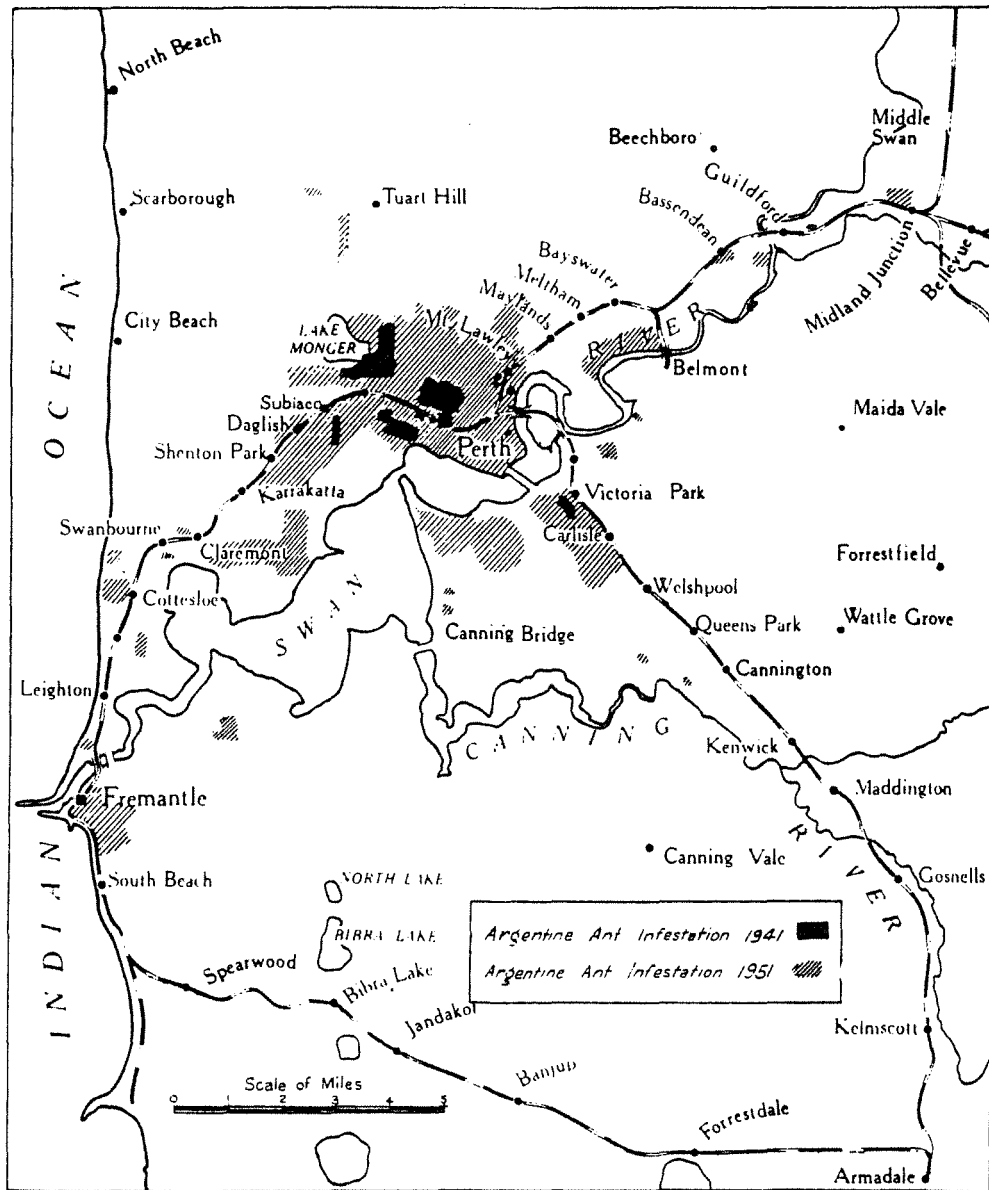 North Beach
Middle
Swan
Beechboro
Guildford
Scarborough
Tuart Hill
Bassendean
Bayswater
Meltham
Maylands
Midland Junction
Bellevue
OCEAN
City Beach
LAKE
MONGER
Mt. Lawley
RIVER
Belmont
Subiaco
Daglish
Maida Vale
Shenton Park
Perth
Karrakatta
Victoria Park
Swanbourne
Claremont
Carlisle
Forrestfield
Cottesloe
Welshpool
SWAN
Canning Bridge
Queens Park
Wattle Grove
Cannington
Leighton
CANNING
Kenwick
Fremantle
Maddington
INDIAN
RIVER
Canning Vale
South Beach
NORTH LAKE
Gosnells
BIBRA LAKE
Argentine Ant Infestation 1941
Argentine Ant Infestation 1951
Spearwood
Bibra Lake
Jandakot
Kelmscott
Banjup
Scale of Miles
0 1 2 3 4 5
Forrestdale
Armadale